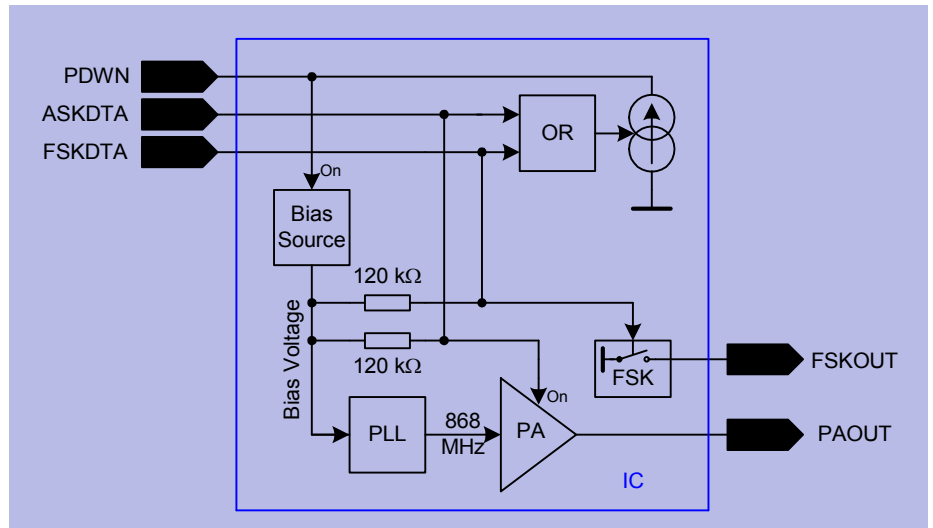 PDWN
ASKDTA
FSKDTA
OR
On
Bias
Source
120 kΩ
120 kΩ
Bias Voltage
FSK
FSKOUT
On
PLL
868
MHz
PA
PAOUT
IC